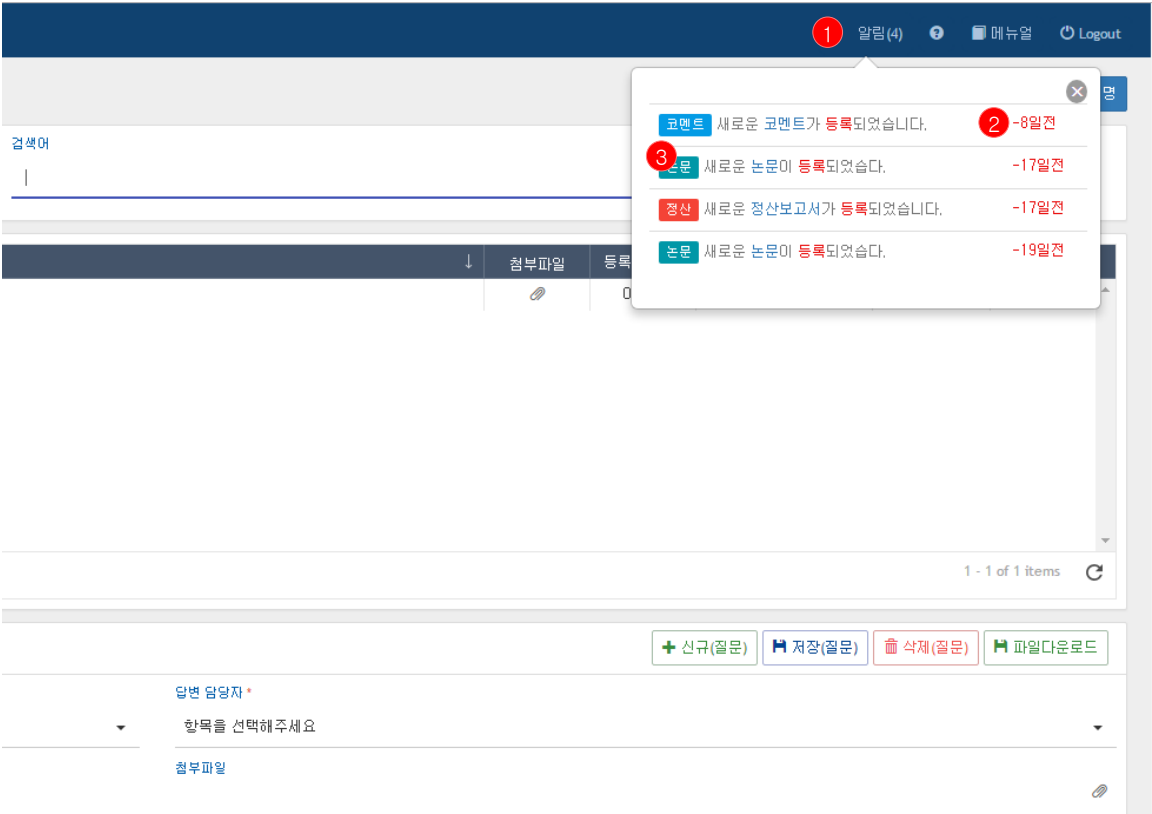 1 알림(4) 메뉴얼 Logout
명
코멘트 새로운 코멘트가 등록되었습니다. 2 -8일전
3 논문 새로운 논문이 등록되었습다. -17일전
정산 새로운 정산보고서가 등록되었습니다. -17일전
논문 새로운 논문이 등록되었습다. -19일전
검색어
첨부파일 등록
0
1 - 1 of 1 items
신규(질문) 저장(질문) 삭제(질문) 파일다운로드
답변 담당자 *
항목을 선택해주세요
첨부파일